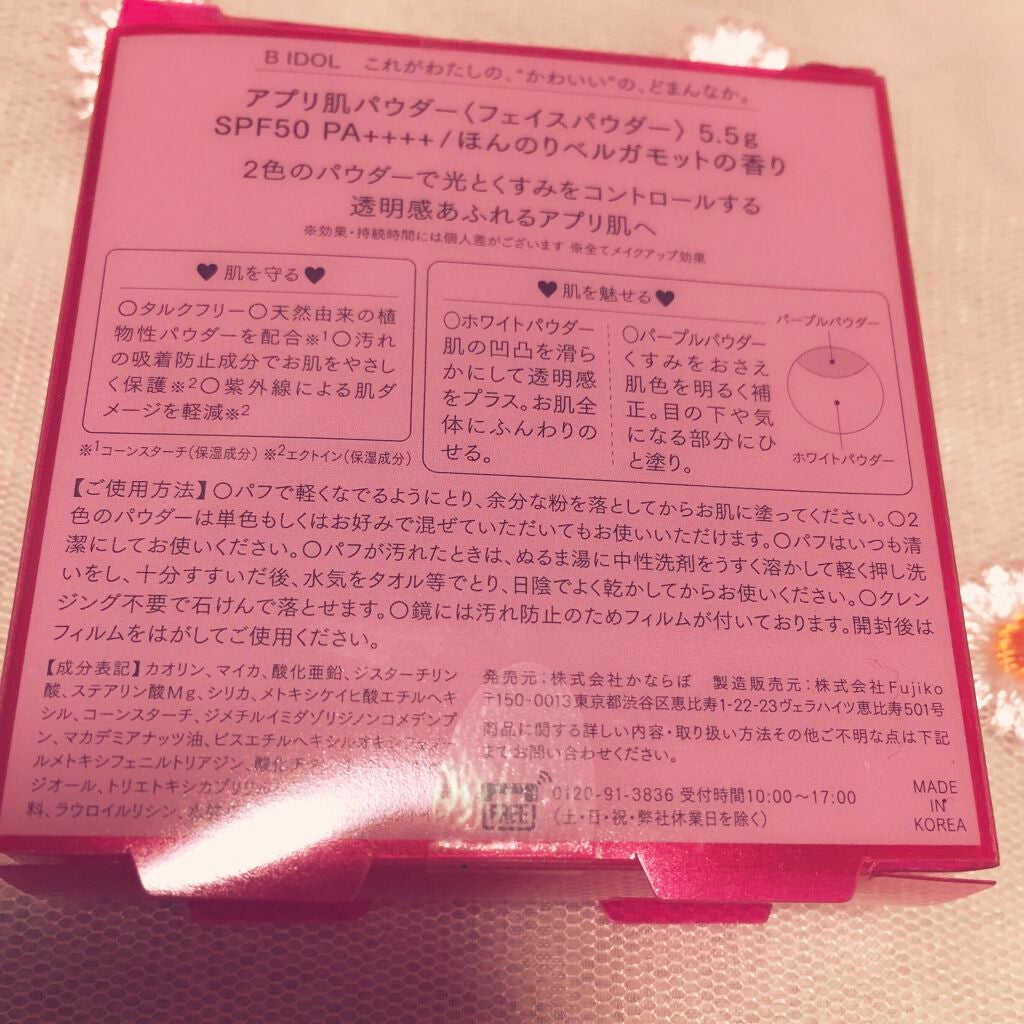 B IDOL これがわたしの、"かわいい"の、どまんなか。
アプリ肌パウダー〈フェイスパウダー〉 5.5g
SPF50 PA++++/ほんのりベルガモットの香り
2色のパウダーで光とくすみをコントロールする
透明感あふれるアプリ肌へ
※効果・持続時間には個人差がございます ※全てメイクアップ効果
♥ 肌を守る ♥
○タルクフリー○天然由来の植
物性パウダーを配合※1○汚れ
の吸着防止成分でお肌をやさし
く保護※2○紫外線による肌ダ
メージを軽減※2
※1コーンスターチ(保湿成分) ※2エクトイン(保湿成分)
♥ 肌を魅せる ♥
○ホワイトパウダー
肌の凹凸を滑ら
かにして透明感
をプラス。お肌全
体にふんわりの
せる。
○パープルパウダー
くすみをおさえ
肌色を明るく補
正。目の下や気
になる部分にひ
と塗り。
パープルパウダー
ホワイトパウダー
【ご使用方法】○パフで軽くなでるようにとり、余分な粉を落としてからお肌に塗ってください。○2
色のパウダーは単色もしくはお好みで混ぜていただいてもお使いいただけます。○パフはいつも清
潔にしてお使いください。○パフが汚れたときは、ぬるま湯に中性洗剤をうすく溶かして軽く押し洗
いをし、十分すすいだ後、水気をタオル等でとり、日陰でよく乾かしてからお使いください。○クレン
ジング不要で石けんで落とせます。○鏡には汚れ防止のためフィルムが付いております。開封後は
フィルムをはがしてご使用ください。
【成分表記】カオリン、マイカ、酸化亜鉛、ジスターチリン
酸、ステアリン酸Mg、シリカ、メトキシケイヒ酸エチルヘキ
シル、コーンスターチ、ジメチルイミダゾリジノンコメデンプ
ン、マカデミアナッツ油、ビスエチルヘキシルオキシフェノー
ルメトキシフェニルトリアジン、酸化チタン
ジオール、トリエトキシカプリリル
料、ラウロイルリシン、
発売元:株式会社かならぼ 製造販売元:株式会社Fujiko
〒150-0013東京都渋谷区恵比寿1-22-23ヴェラハイツ恵比寿501号
商品に関する詳しい内容・取り扱い方法その他ご不明な点は下記
までお問い合わせください。
0120-91-3836 受付時間10:00〜17:00
(土・日・祝・弊社休業日を除く)
MADE
IN
KOREA